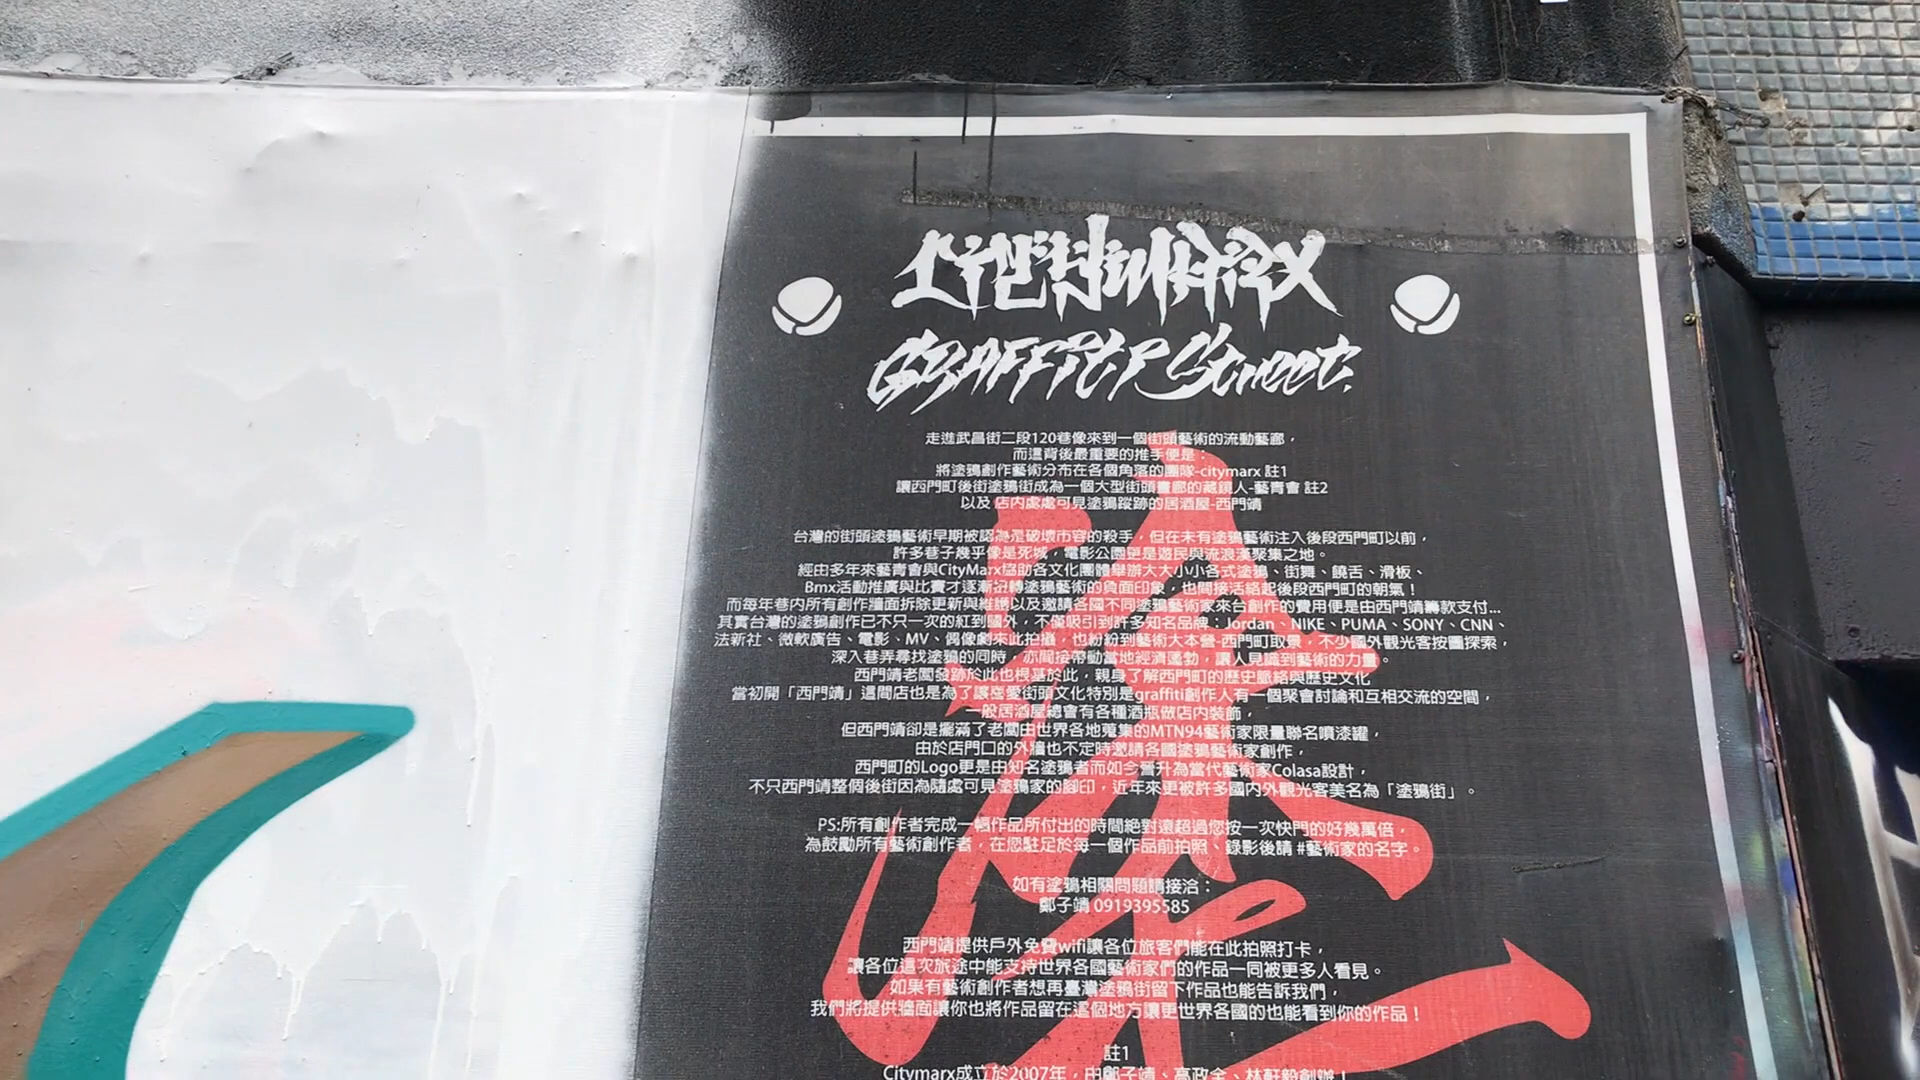 CITYMARX
GRAFFITI Street.
走進武昌街二段120巷像來到一個街頭藝術的流動藝廊，
而這背後最重要的推手便是：
將塗鴉創作藝術分布在各個角落的團隊-citymarx 註1
讓西門町後街塗鴉街成為一個大型街頭畫廊的藏鏡人-藝青會 註2
以及 店内處處可見塗鴉蹤跡的居酒屋-西門靖
台灣的街頭塗鴉藝術早期被認為是破壞市容的殺手，但在未有塗鴉藝術注入後段西門町以前，
許多巷子幾乎像是死城，電影公園更是遊民與流浪漢聚集之地。
經由多年來藝青會與CityMarx協助各文化團體舉辦大大小小各式塗鴉、街舞、饒舌、滑板、
Bmx活動推廣與比賽才逐漸扭轉塗鴉藝術的負面印象，也間接活絡起後段西門町的朝氣！
而每年巷內所有創作牆面拆除更新與維護以及邀請各國不同塗鴉藝術家來台創作的費用便是由西門靖籌款支付...
其實台灣的塗鴉創作已不只一次的紅到國外，不僅吸引到許多知名品牌：Jordan、NIKE、PUMA、SONY、CNN、
法新社、微軟廣告、電影、MV、偶像劇來此拍攝，也紛紛到藝術大本營-西門町取景，不少國外觀光客按圖探索，
深入巷弄尋找塗鴉的同時，亦間接帶動當地經濟蓬勃，讓人見識到藝術的力量。
西門靖老闆發跡於此也根基於此，親身了解西門町的歷史脈絡與歷史文化
當初開「西門靖」這間店也是為了讓喜愛街頭文化特別是graffiti創作人有一個聚會討論和互相交流的空間，
一般居酒屋總會有各種酒瓶做店內裝飾，
但西門靖卻是擺滿了老闆由世界各地蒐集的MTN94藝術家限量聯名噴漆罐，
由於店門口的外牆也不定時邀請各國塗鴉藝術家創作，
西門町的Logo更是由知名塗鴉者而如今晉升為當代藝術家Colasa設計，
不只西門靖整個後街因為隨處可見塗鴉家的腳印，近年來更被許多國內外觀光客美名為「塗鴉街」。
PS:所有創作者完成一幅作品所付出的時間絕對遠超過您按一次快門的好幾萬倍，
為鼓勵所有藝術創作者，在您駐足於每一個作品前拍照、錄影後請 #藝術家的名字。
如有塗鴉相關問題請接洽：
鄭子靖 0919395585
西門靖提供戶外免費wifi讓各位旅客們能在此拍照打卡，
讓各位這次旅途中能支持世界各國藝術家們的作品一同被更多人看見。
如果有藝術創作者想再臺灣塗鴉街留下作品也能告訴我們，
我們將提供牆面讓你也將作品留在這個地方讓更世界各國的也能看到你的作品！
註1
Citymarx成立於2007年，由鄭子靖、高政全、林軒毅創辦！